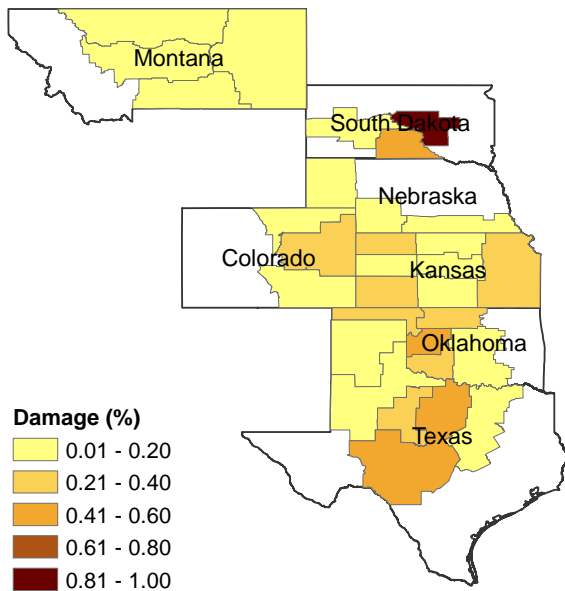 Montana
South Dakota
Nebraska
Colorado
Kansas
Oklahoma
Texas
Damage (%)
0.01 - 0.20
0.21 - 0.40
0.41 - 0.60
0.61 - 0.80
0.81 - 1.00